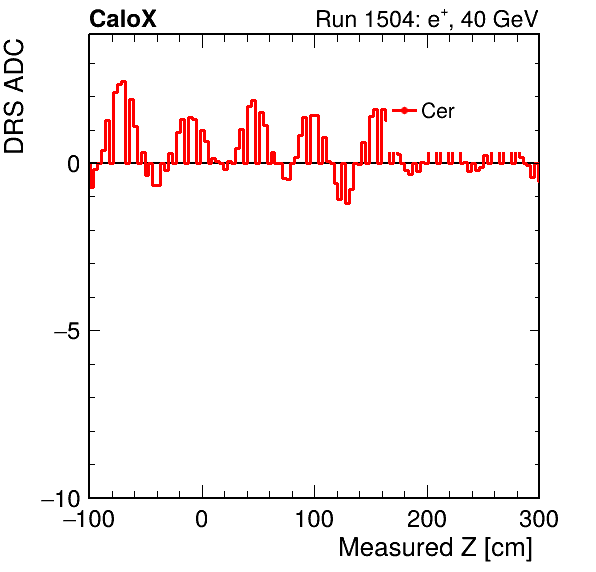 CaloX Run 1504: e⁺, 40 GeV
DRS ADC
Cer
0
−5
−10
−100 0 100 200 300
Measured Z [cm]